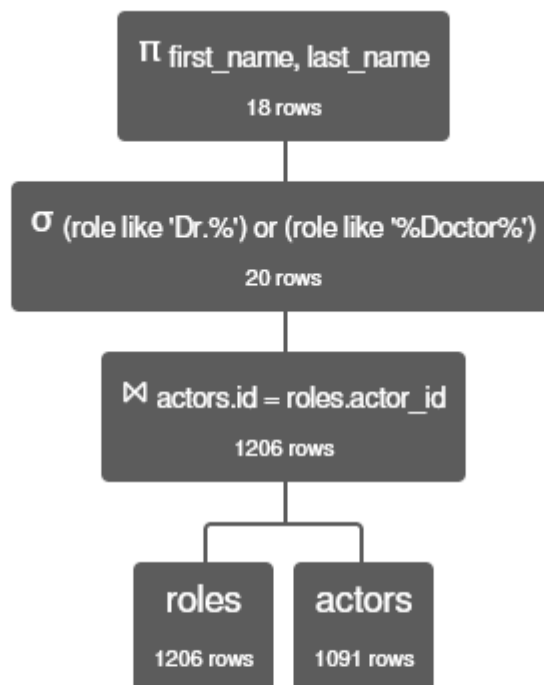 π first_name, last_name
18 rows
σ (role like 'Dr.%') or (role like '%Doctor%')
20 rows
⋈ actors.id = roles.actor_id
1206 rows
roles
1206 rows
actors
1091 rows